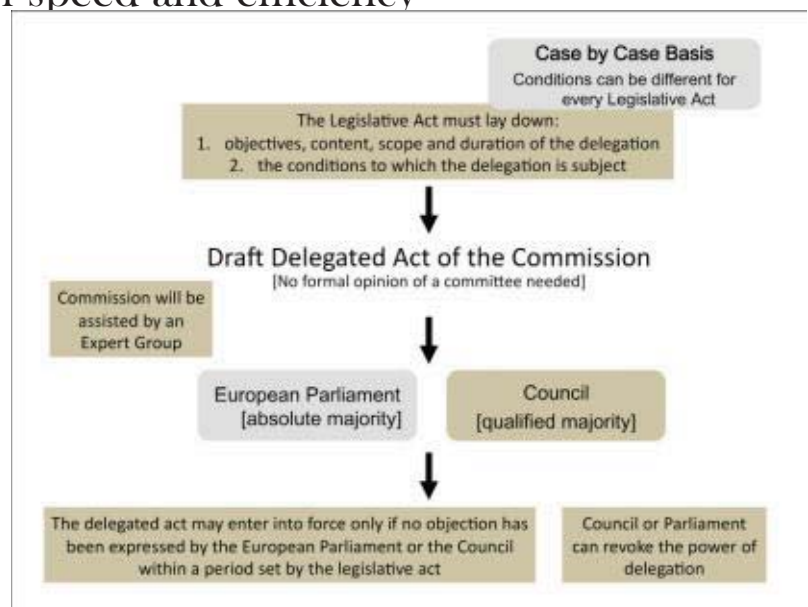 speed and efficiency
Case by Case Basis
Conditions can be different for
every Legislative Act
The Legislative Act must lay down:
1. objectives, content, scope and duration of the delegation
2. the conditions to which the delegation is subject
Draft Delegated Act of the Commission
[No formal opinion of a committee needed]
Commission will be
assisted by an
Expert Group
European Parliament
[absolute majority]
Council
[qualified majority]
The delegated act may enter into force only if no objection has
been expressed by the European Parliament or the Council
within a period set by the legislative act
Council or Parliament
can revoke the power of
delegation